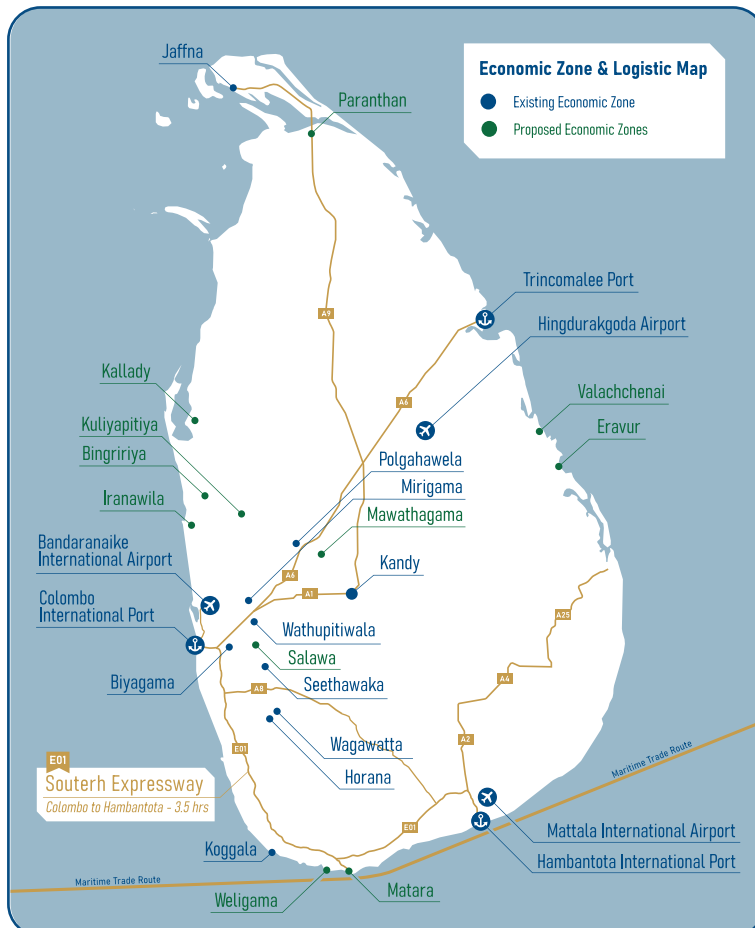 Jaffna
Economic Zone & Logistic Map
Existing Economic Zone
Proposed Economic Zones
Paranthan
Trincomalee Port
A9
Hingdurakgoda Airport
Kallady
Valachchenai
A6
Kuliyapitiya
Eravur
Bingririya
Polgahawela
Mirigama
Iranawila
Mawathagama
Bandaranaike
International Airport
Kandy
A6
Colombo
International Port
A1
A25
Wathupitiwala
Salawa
Biyagama
Seethawaka
A4
A8
Wagawatta
A2
E01
Horana
Maritime Trade Route
E01
Souterh Expressway
Colombo to Hambantota - 3.5 hrs
E01
Mattala International Airport
Koggala
Hambantota International Port
Maritime Trade Route
Weligama
Matara